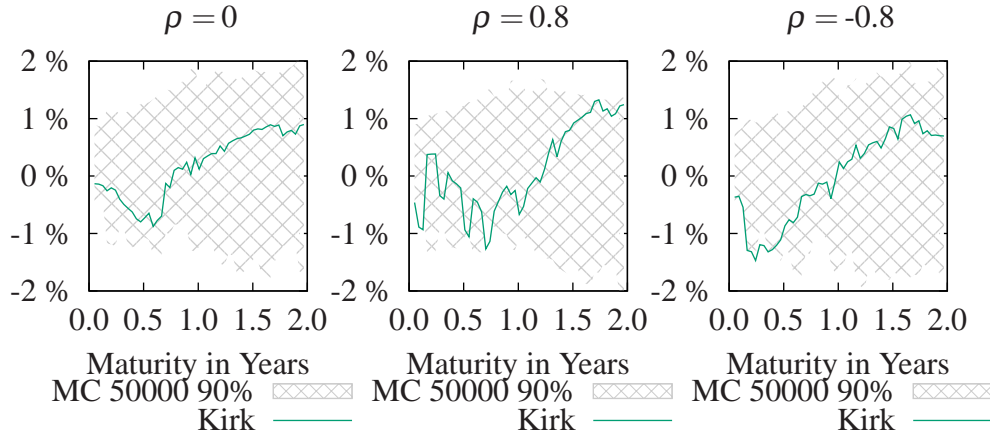 ρ = 0 ρ = 0.8 ρ = -0.8
2 % 2 % 2 %
1 % 1 % 1 %
0 % 0 % 0 %
-1 % -1 % -1 %
-2 % -2 % -2 %
0.0 0.5 1.0 1.5 2.0 0.0 0.5 1.0 1.5 2.0 0.0 0.5 1.0 1.5 2.0
Maturity in Years Maturity in Years Maturity in Years
MC 50000 90% MC 50000 90% MC 50000 90%
Kirk Kirk Kirk